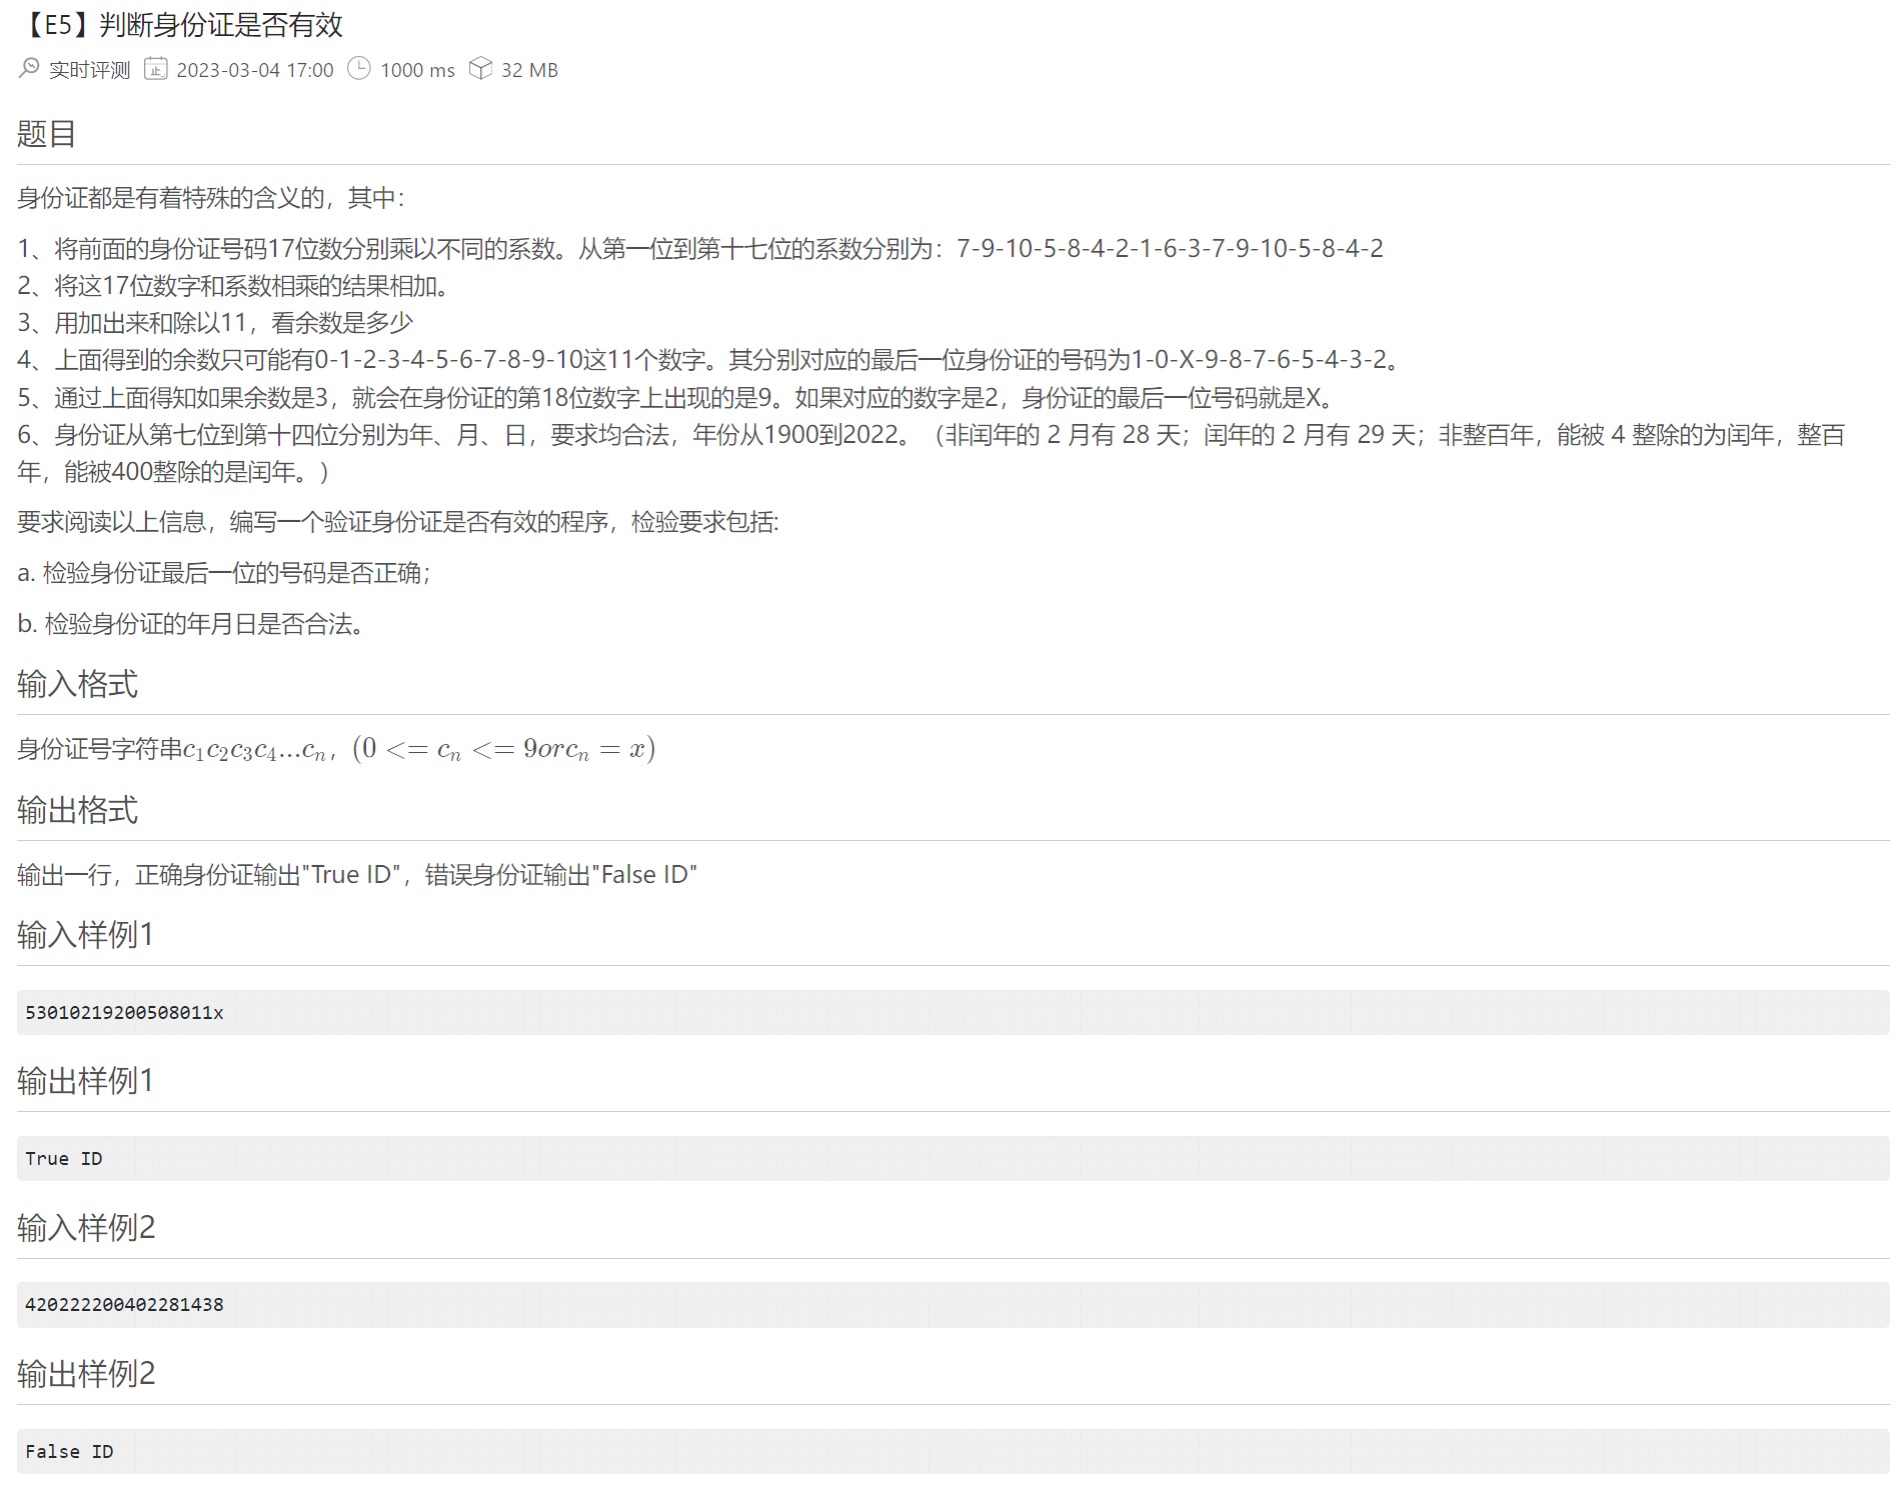 【E5】判断身份证是否有效
实时评测 止 2023-03-04 17:00 1000 ms 32 MB
题目
身份证都是有着特殊的含义的，其中：
1、将前面的身份证号码17位数分别乘以不同的系数。从第一位到第十七位的系数分别为：7-9-10-5-8-4-2-1-6-3-7-9-10-5-8-4-2
2、将这17位数字和系数相乘的结果相加。
3、用加出来和除以11，看余数是多少
4、上面得到的余数只可能有0-1-2-3-4-5-6-7-8-9-10这11个数字。其分别对应的最后一位身份证的号码为1-0-X-9-8-7-6-5-4-3-2。
5、通过上面得知如果余数是3，就会在身份证的第18位数字上出现的是9。如果对应的数字是2，身份证的最后一位号码就是X。
6、身份证从第七位到第十四位分别为年、月、日，要求均合法，年份从1900到2022。（非闰年的 2 月有 28 天；闰年的 2 月有 29 天；非整百年，能被 4 整除的为闰年，整百
年，能被400整除的是闰年。）
要求阅读以上信息，编写一个验证身份证是否有效的程序，检验要求包括:
a. 检验身份证最后一位的号码是否正确；
b. 检验身份证的年月日是否合法。
输入格式
身份证号字符串c₁c₂c₃c₄...cₙ，(0 <= cₙ <= 9orcₙ = x)
输出格式
输出一行，正确身份证输出"True ID"，错误身份证输出"False ID"
输入样例1
53010219200508011x
输出样例1
True ID
输入样例2
420222200402281438
输出样例2
False ID